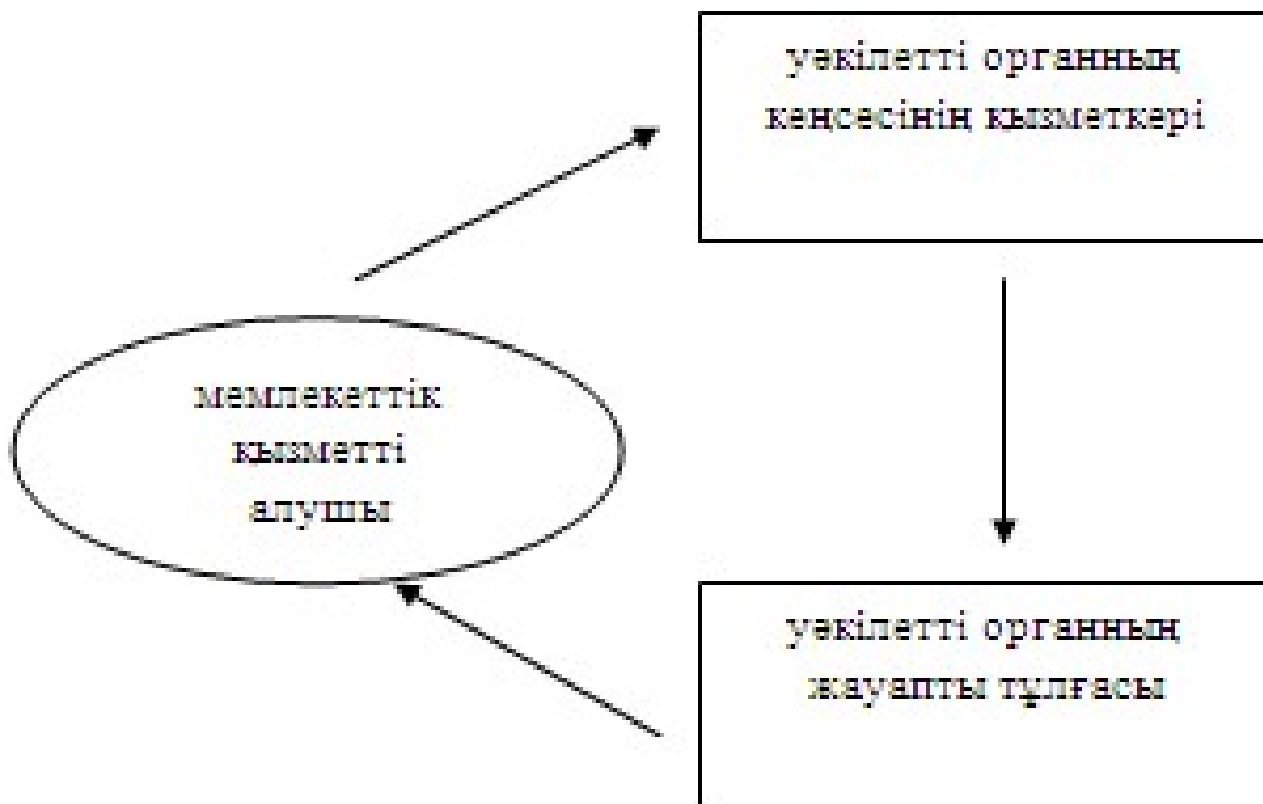 уәкілетті органның
кеңсесінің қызметкері
мемлекеттік
қызметті
алушы
уәкілетті органның
жауапты тұлғасы